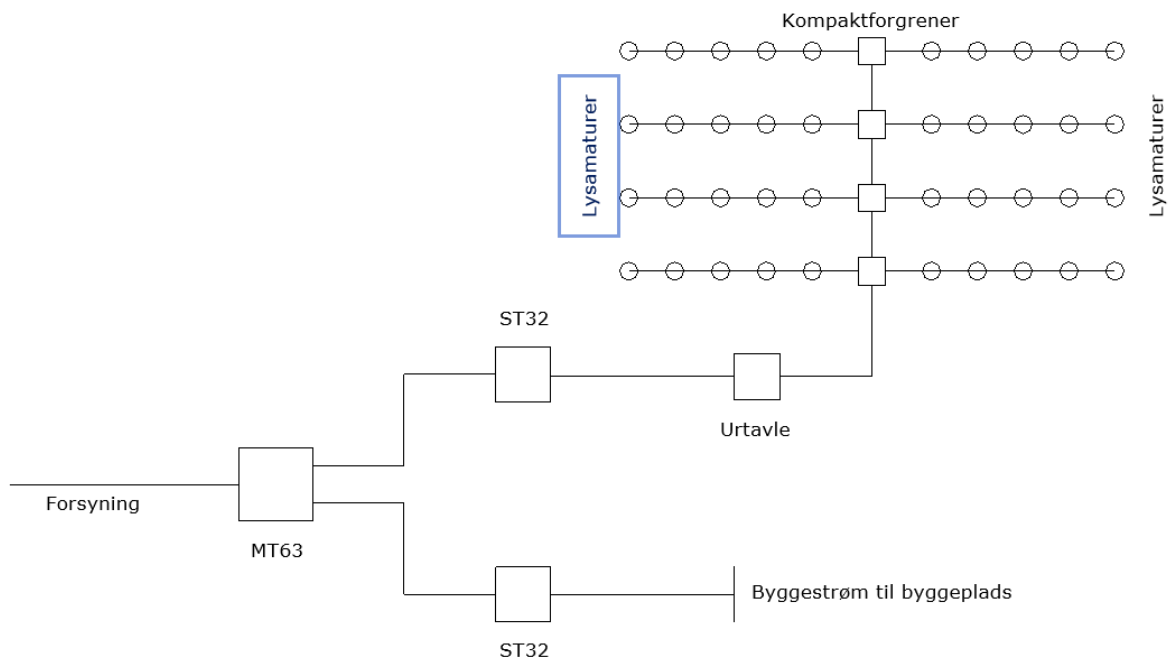 Kompaktforgrener
Lysamaturer
Lysamaturer
ST32
Urtavle
Forsyning
MT63
Byggestrøm til byggeplads
ST32